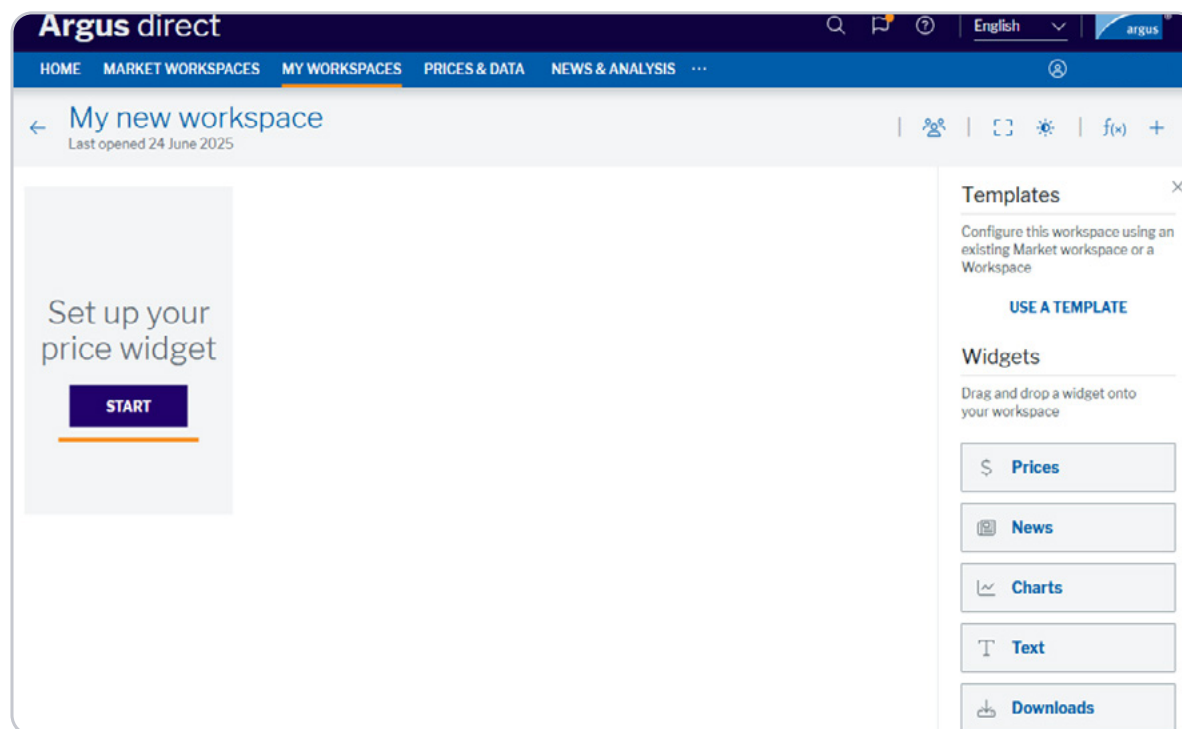 Argus direct
English
argus
HOME MARKET WORKSPACES MY WORKSPACES PRICES & DATA NEWS & ANALYSIS ...
My new workspace
Last opened 24 June 2025
f(x)
Set up your
price widget
START
Templates
Configure this workspace using an
existing Market workspace or a
Workspace
USE A TEMPLATE
Widgets
Drag and drop a widget onto
your workspace
Prices
News
Charts
Text
Downloads